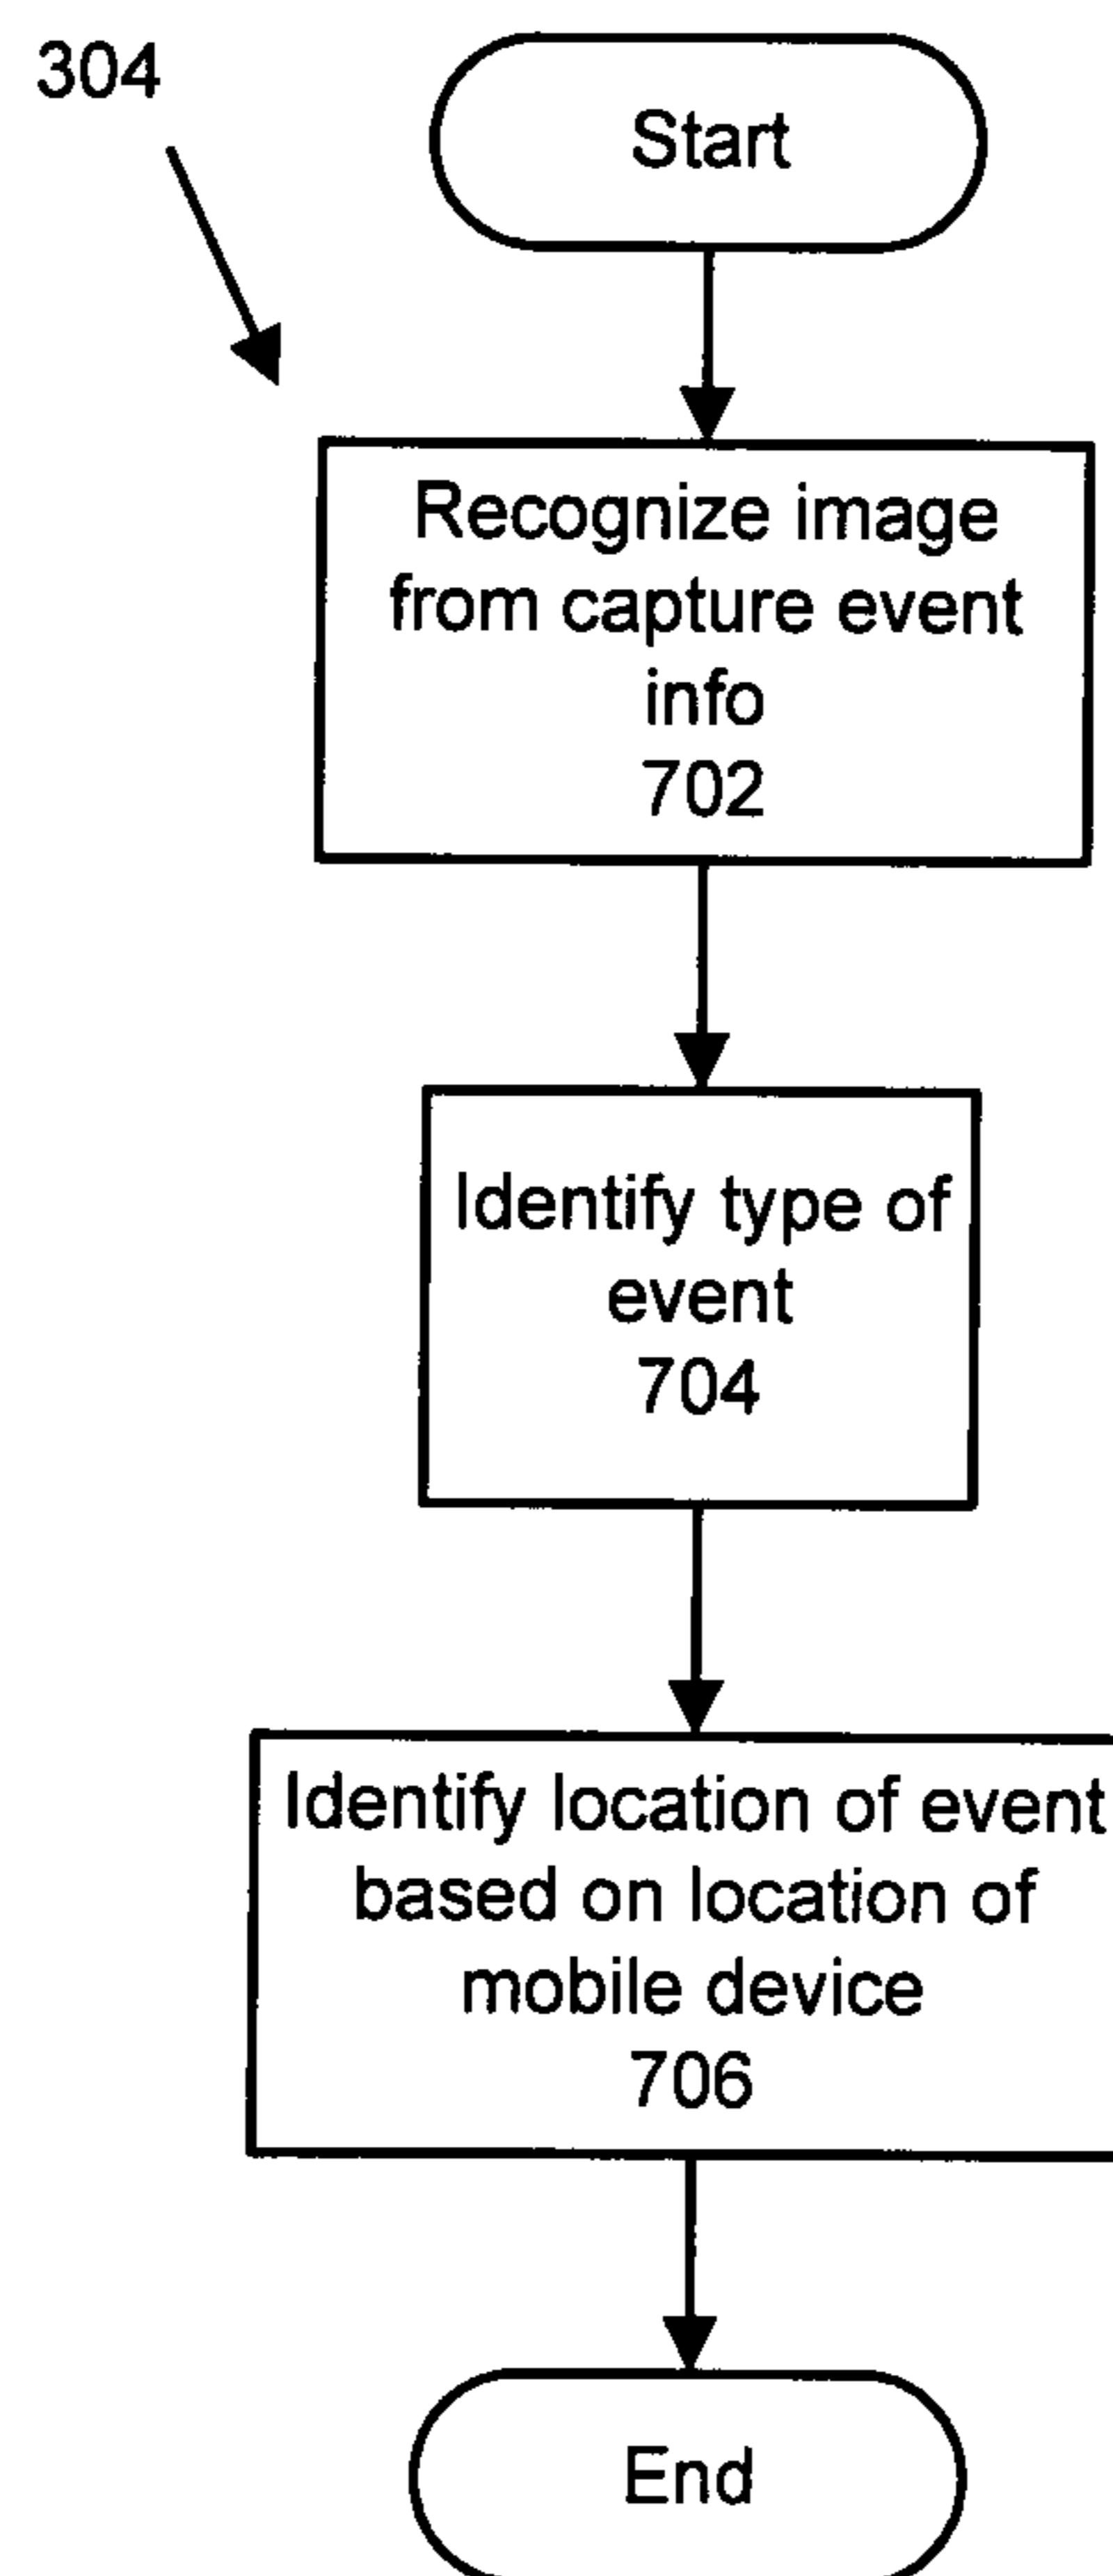 304
Start
Recognize image
from capture event
info
702
Identify type of
event
704
Identify location of event
based on location of
mobile device
706
End